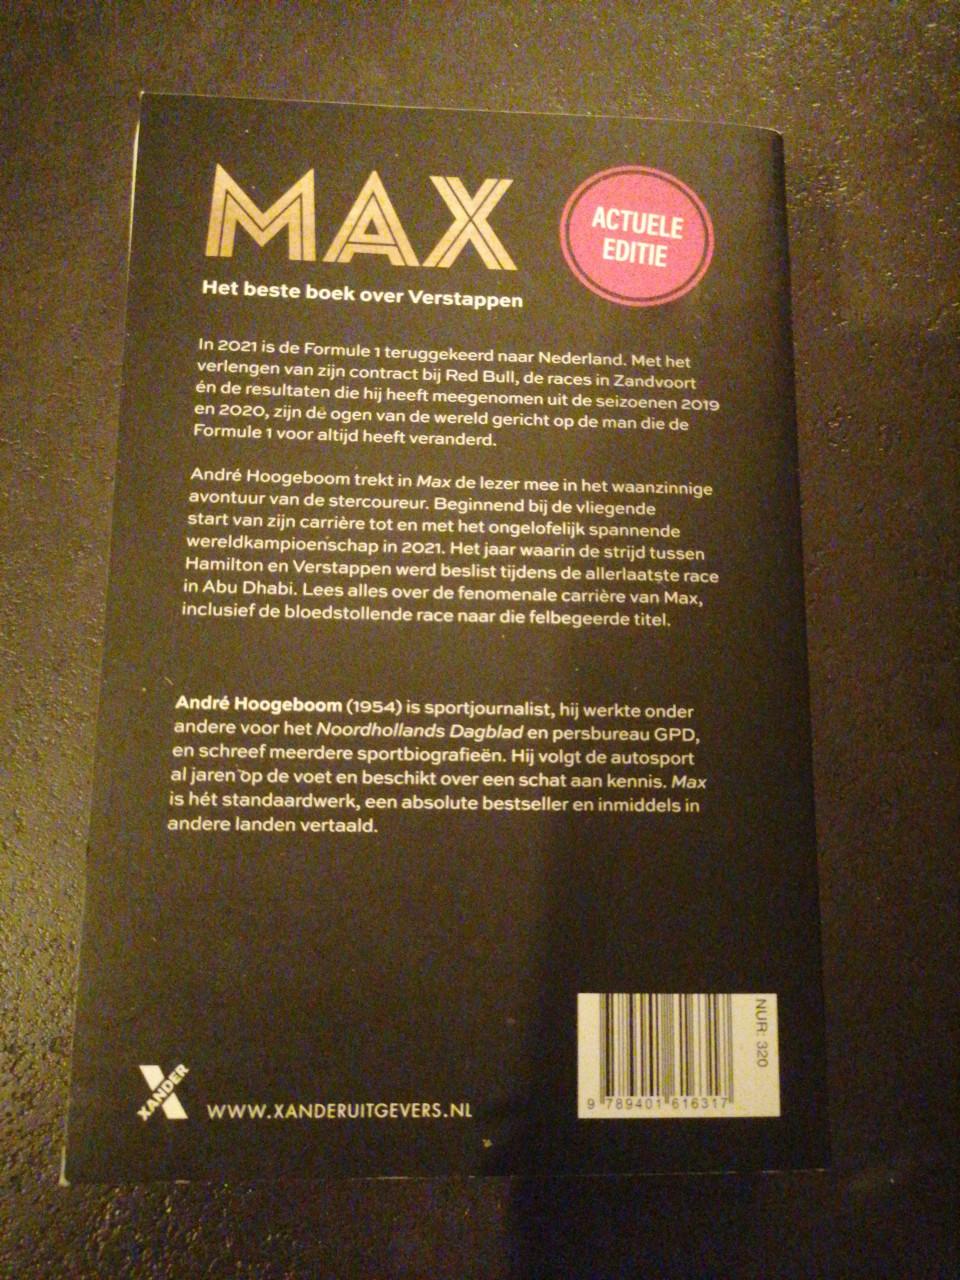 MAX
ACTUELE
EDITIE
Het beste boek over Verstappen
In 2021 is de Formule 1 teruggekeerd naar Nederland. Met het
verlengen van zijn contract bij Red Bull, de races in Zandvoort
én de resultaten die hij heeft meegenomen uit de seizoenen 2019
en 2020, zijn de ogen van de wereld gericht op de man die de
Formule 1 voor altijd heeft veranderd.
André Hoogeboom trekt in Max de lezer mee in het waanzinnige
avontuur van de stercoureur. Beginnend bij de vliegende
start van zijn carrière tot en met het ongelofelijk spannende
wereldkampioenschap in 2021. Het jaar waarin de strijd tussen
Hamilton en Verstappen werd beslist tijdens de allerlaatste race
in Abu Dhabi. Lees alles over de fenomenale carrière van Max,
inclusief de bloedstollende race naar die felbegeerde titel.
André Hoogeboom (1954) is sportjournalist, hij werkte onder
andere voor het Noordhollands Dagblad en persbureau GPD,
en schreef meerdere sportbiografieën. Hij volgt de autosport
al jaren op de voet en beschikt over een schat aan kennis. Max
is hét standaardwerk, een absolute bestseller en inmiddels in
andere landen vertaald.
NUR: 320
9 789401 616317
XANDER
WWW.XANDERUITGEVERS.NL